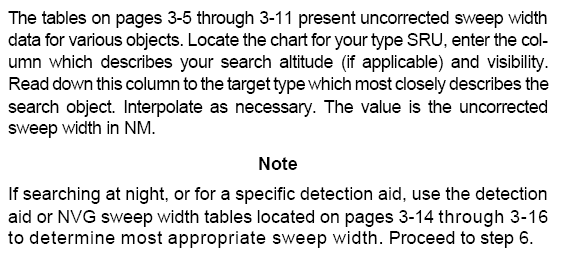 The tables on pages 3-5 through 3-11 present uncorrected sweep width
data for various objects. Locate the chart for your type SRU, enter the col-
umn which describes your search altitude (if applicable) and visibility.
Read down this column to the target type which most closely describes the
search object. Interpolate as necessary. The value is the uncorrected
sweep width in NM.
Note
If searching at night, or for a specific detection aid, use the detection
aid or NVG sweep width tables located on pages 3-14 through 3-16
to determine most appropriate sweep width. Proceed to step 6.